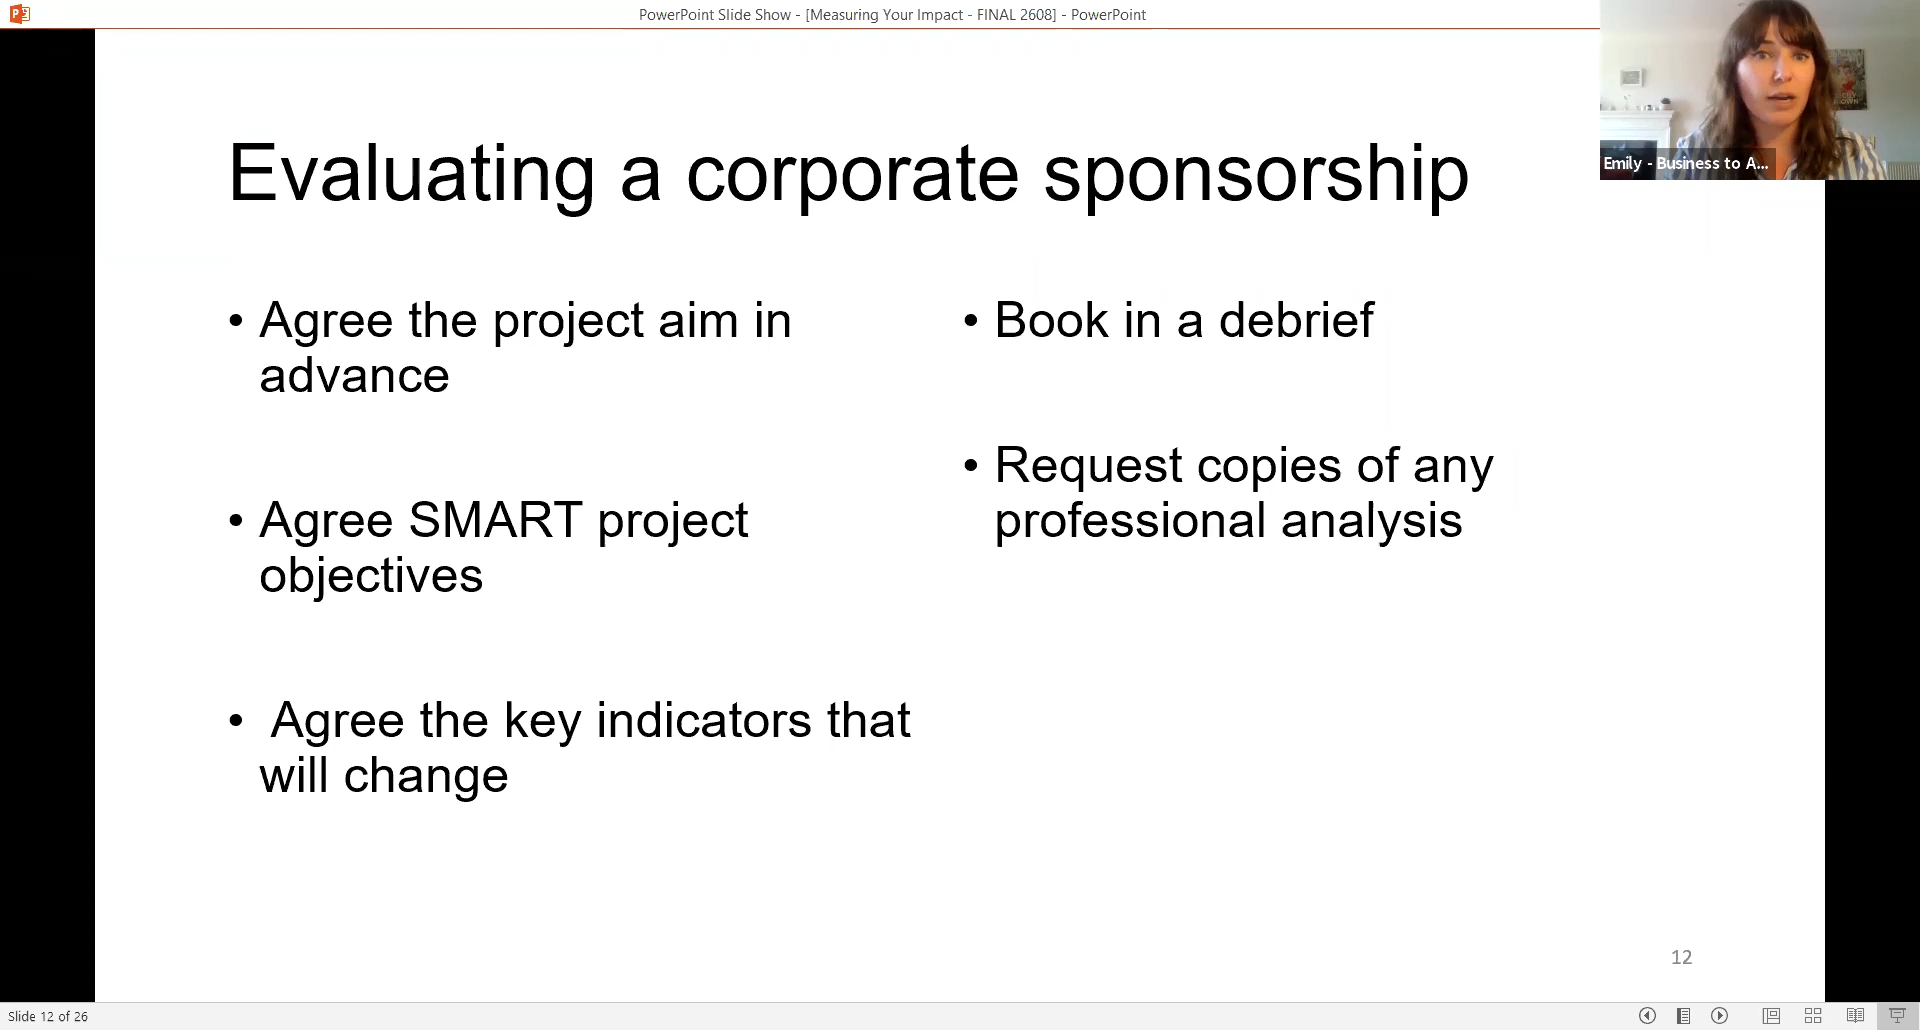 PowerPoint Slide Show - [Measuring Your Impact - FINAL 2608] - PowerPoint
Emily - Business to A...
Evaluating a corporate sponsorship
• Agree the project aim in
advance
• Agree SMART project
objectives
• Agree the key indicators that
will change
• Book in a debrief
• Request copies of any
professional analysis
12
Slide 12 of 26